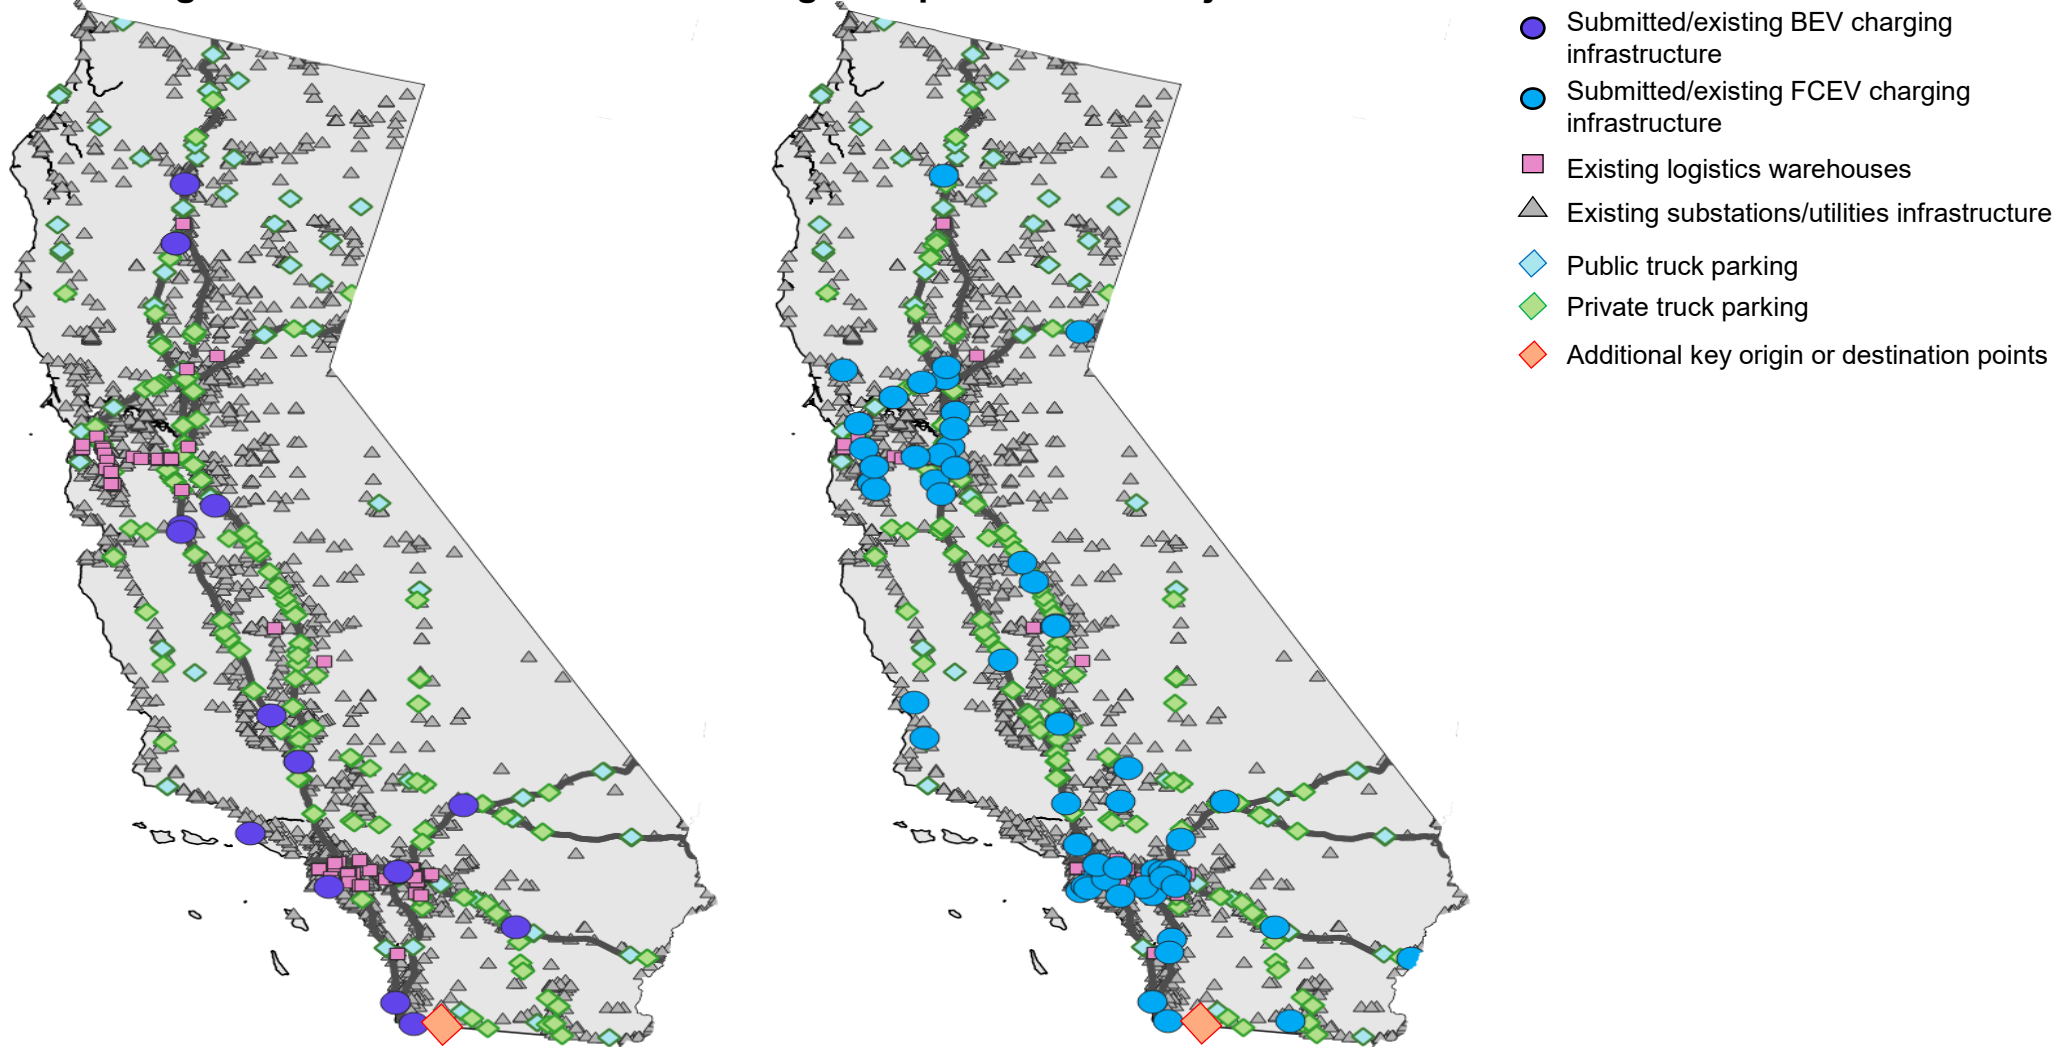 Submitted/existing BEV charging
infrastructure
Submitted/existing FCEV charging
infrastructure
Existing logistics warehouses
Existing substations/utilities infrastructure
Public truck parking
Private truck parking
Additional key origin or destination points